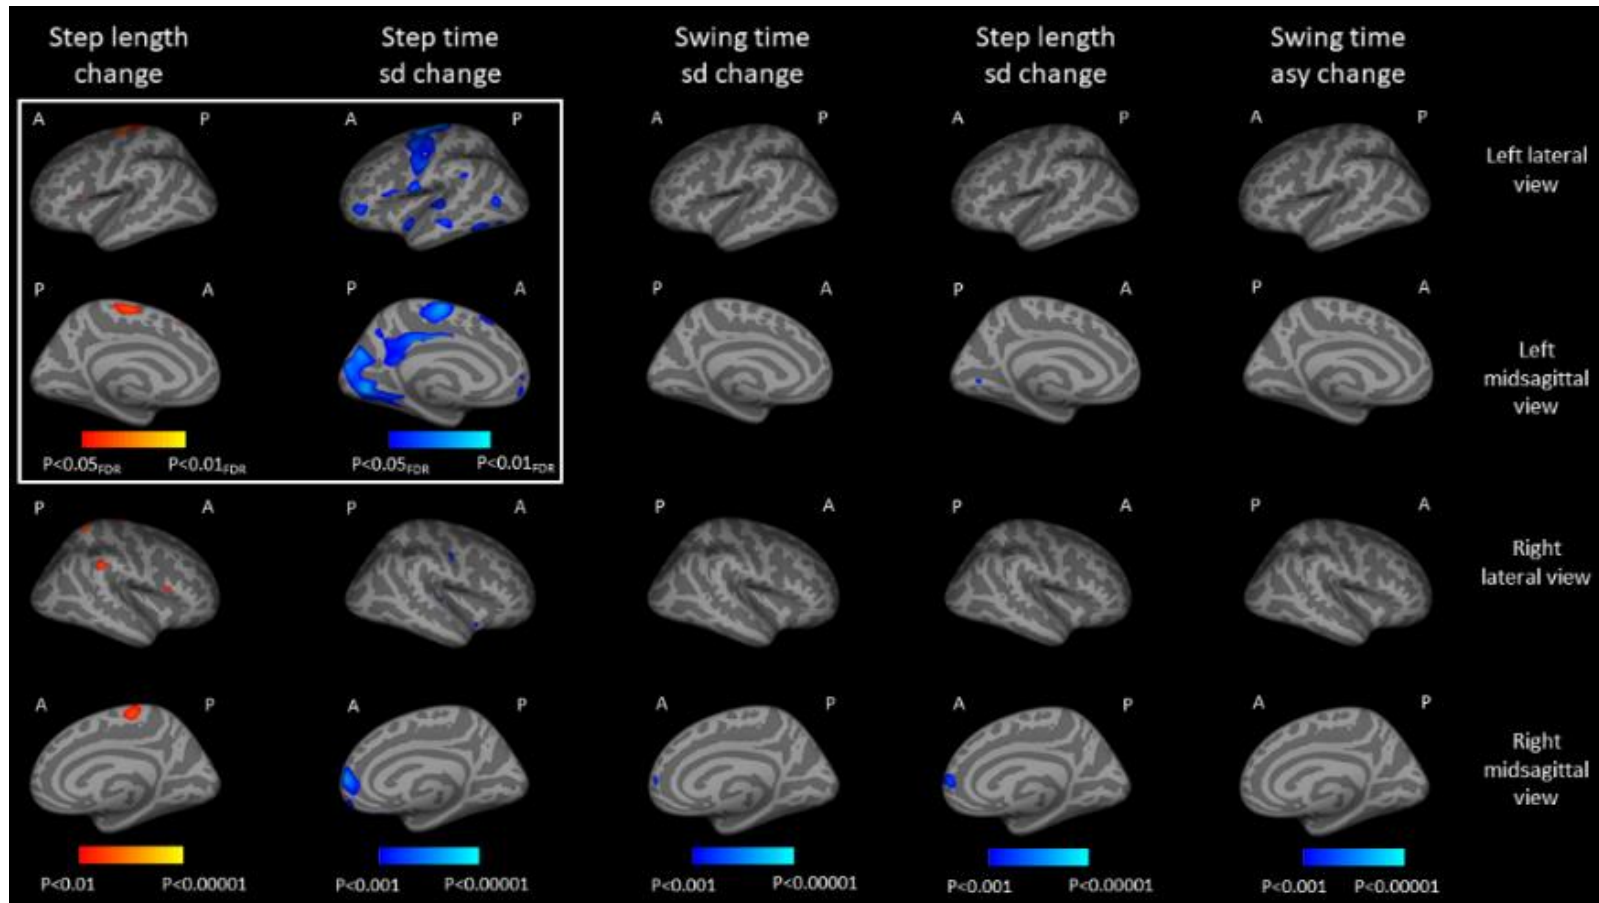 Step length
change
Step time
sd change
Swing time
sd change
Step length
sd change
Swing time
asy change
A P A P A P A P A P
Left lateral
view
P A P A P A P A P A
Left
midsagittal
view
P<0.05FDR P<0.01FDR P<0.05FDR P<0.01FDR
P A P A P A P A P A
Right
lateral view
A P A P A P A P A P
Right
midsagittal
view
P<0.01 P<0.00001 P<0.001 P<0.00001 P<0.001 P<0.00001 P<0.001 P<0.00001 P<0.001 P<0.00001